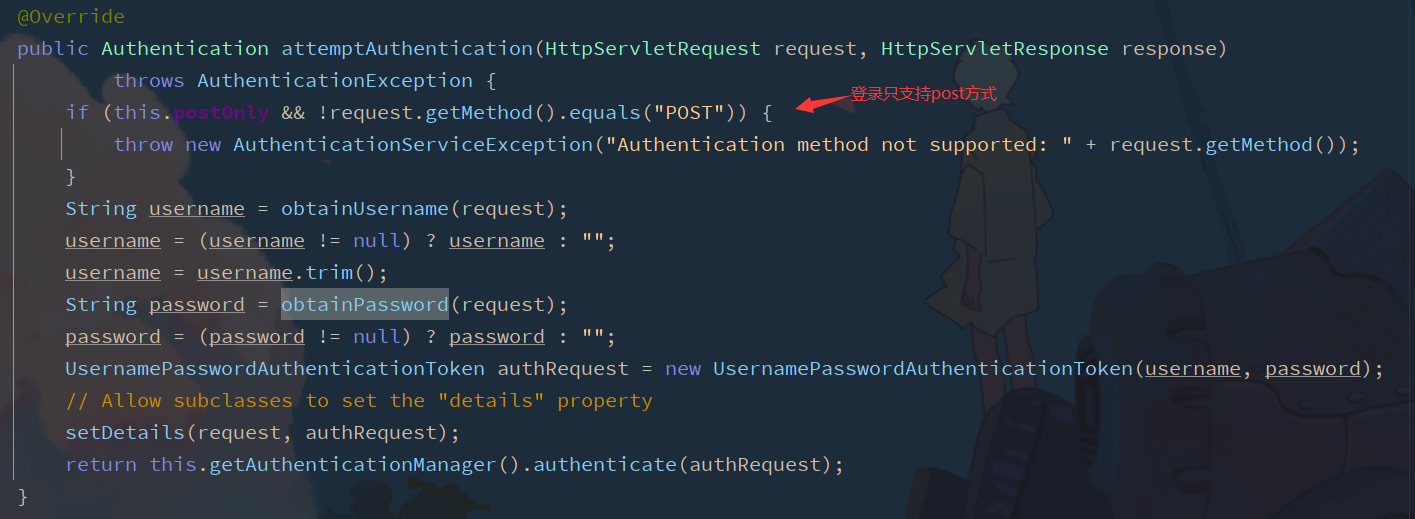 @Override
public Authentication attemptAuthentication(HttpServletRequest request, HttpServletResponse response)
throws AuthenticationException {
if (this.postOnly && !request.getMethod().equals("POST")) { 登录只支持post方式
throw new AuthenticationServiceException("Authentication method not supported: " + request.getMethod());
}
String username = obtainUsername(request);
username = (username != null) ? username : "";
username = username.trim();
String password = obtainPassword(request);
password = (password != null) ? password : "";
UsernamePasswordAuthenticationToken authRequest = new UsernamePasswordAuthenticationToken(username, password);
// Allow subclasses to set the "details" property
setDetails(request, authRequest);
return this.getAuthenticationManager().authenticate(authRequest);
}